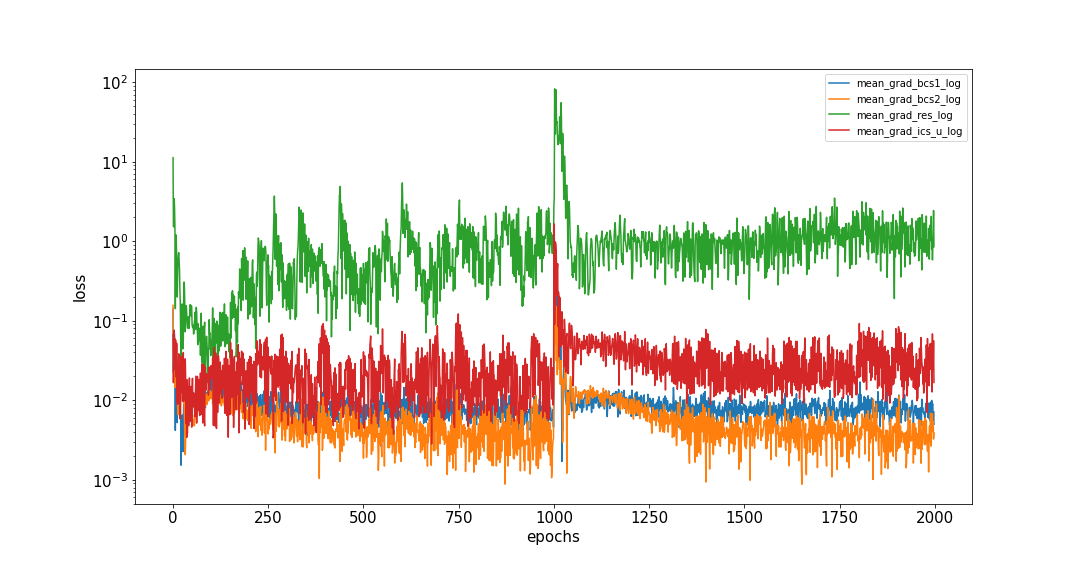 10²
10¹
10⁰
10⁻¹
10⁻²
10⁻³
loss
0 250 500 750 1000 1250 1500 1750 2000
epochs
mean_grad_bcs1_log
mean_grad_bcs2_log
mean_grad_res_log
mean_grad_ics_u_log